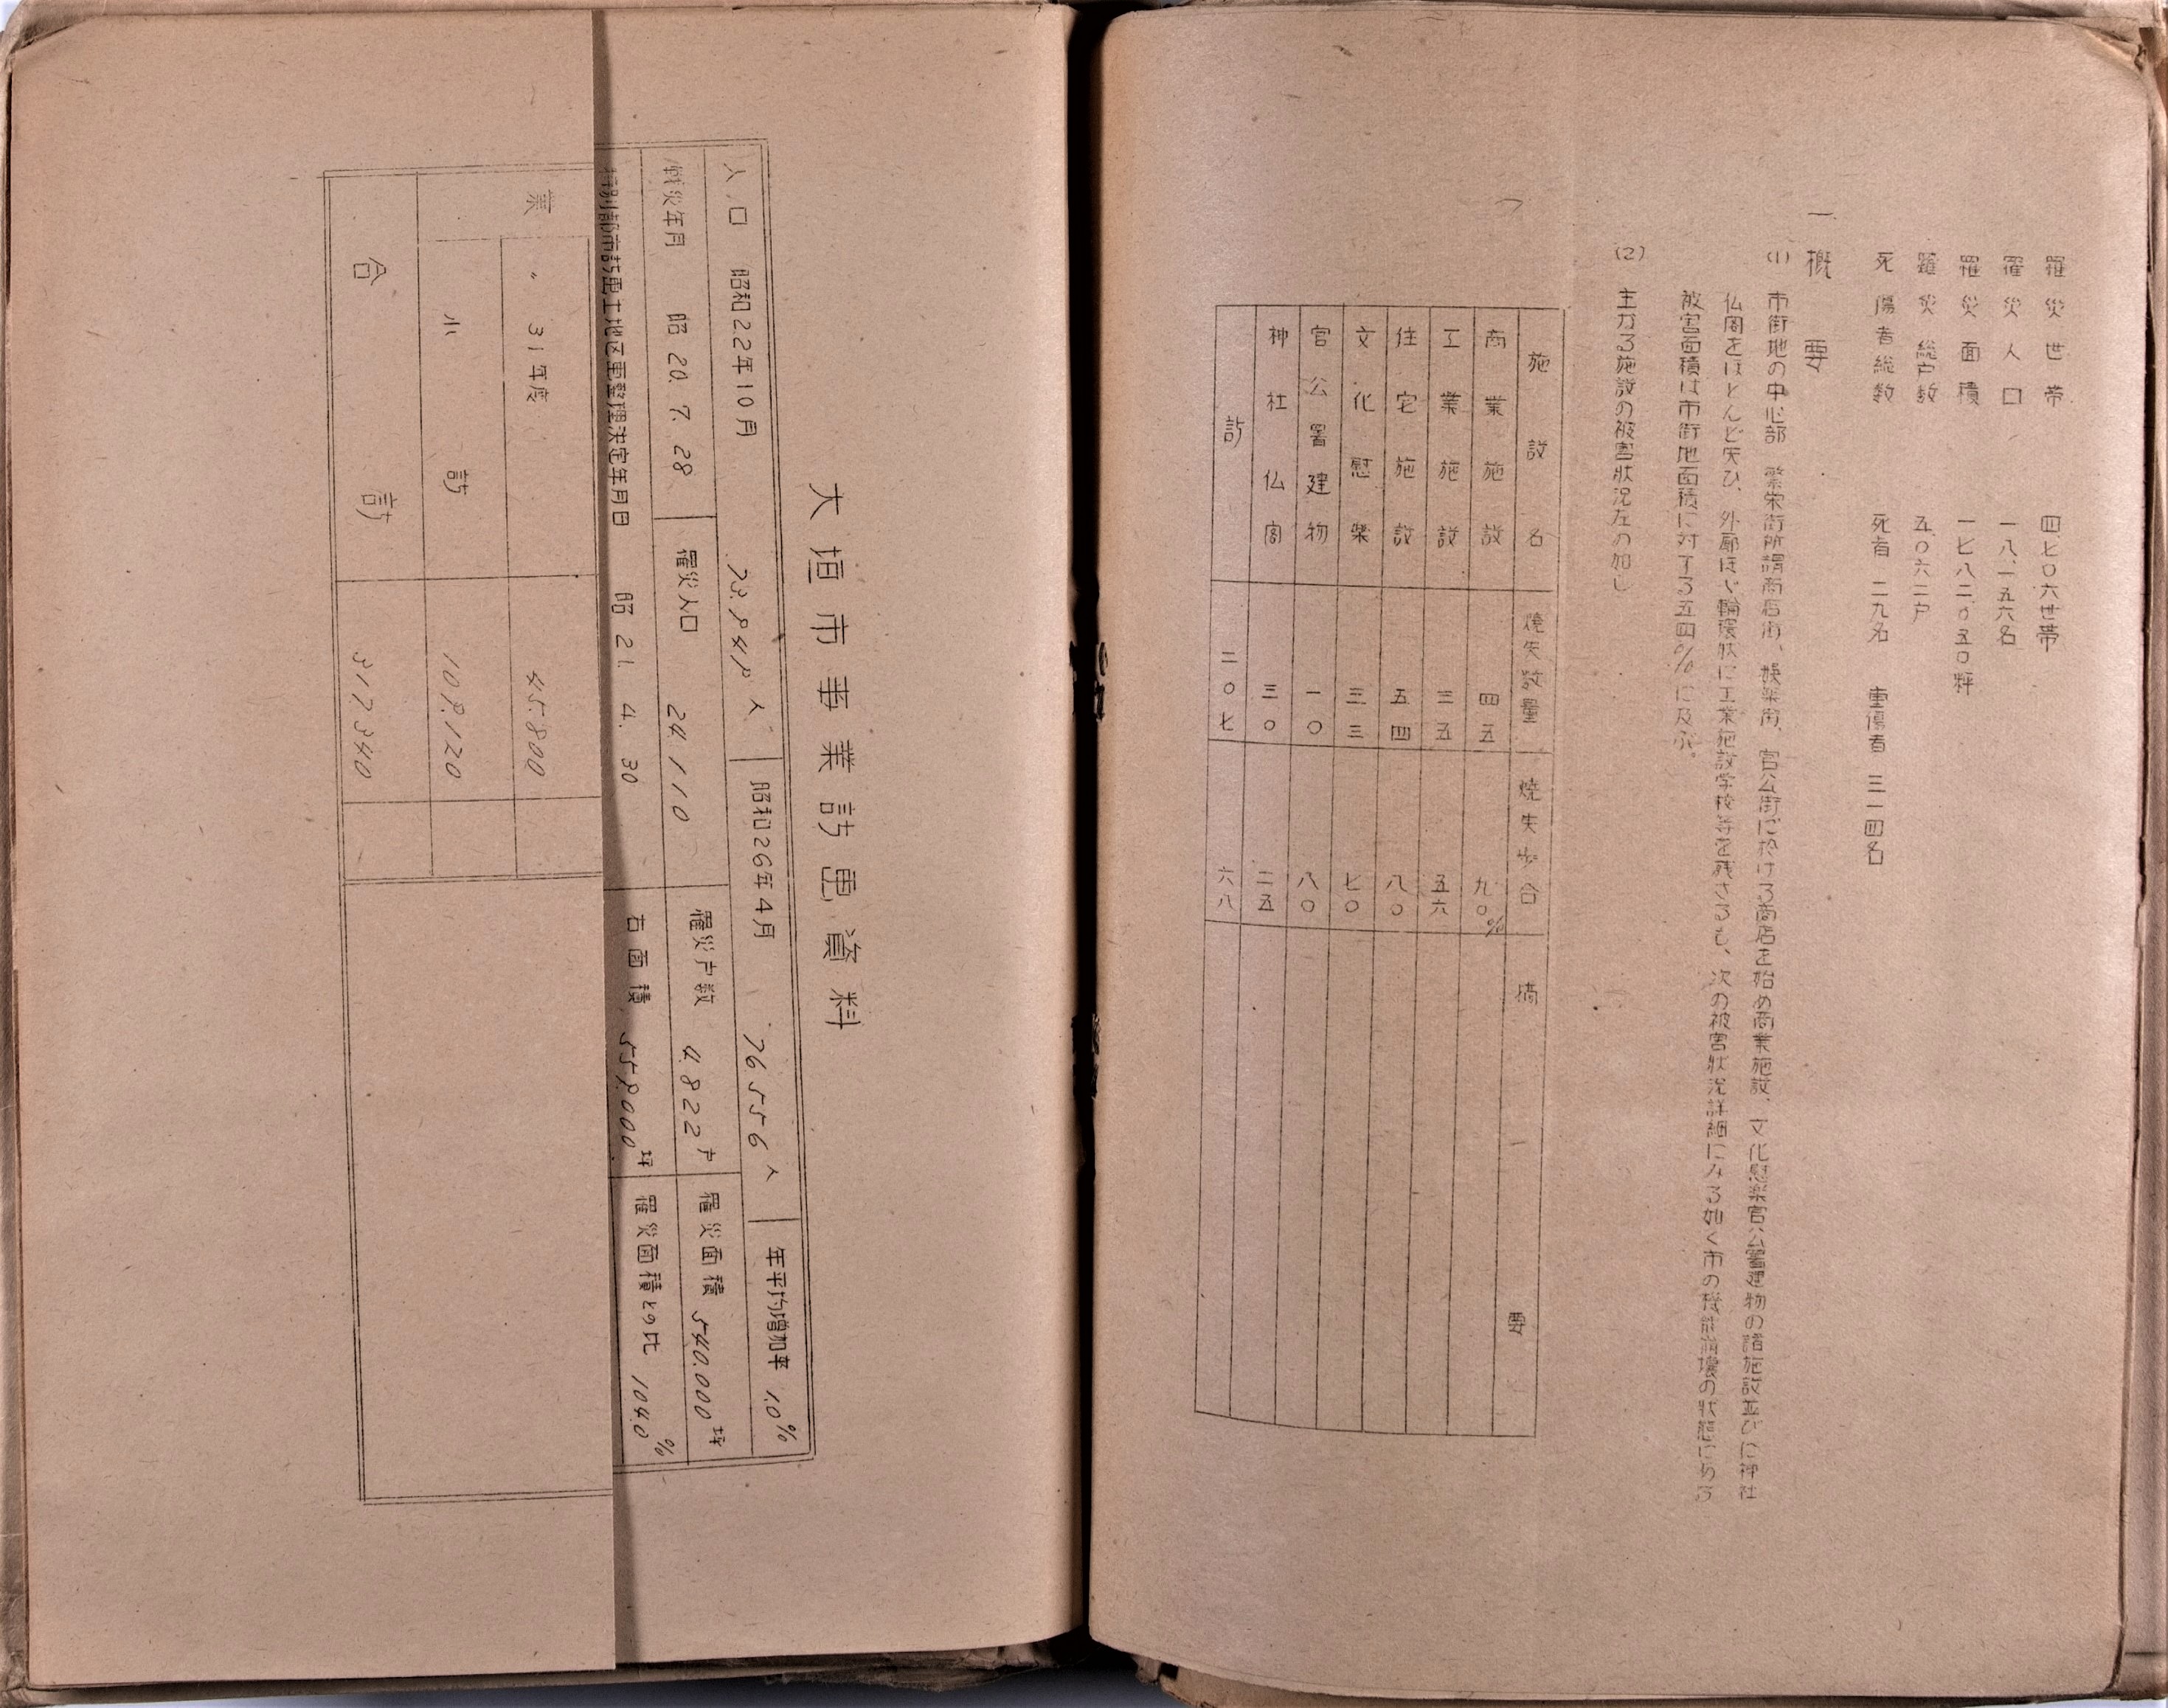 罹災世帯 四七〇六世帯
罹災人口 一八、一五六名
罹災面積 一七八二、〇五〇坪
罹災総戸数 五〇六二戸
死傷者総数 死者 二九名 重傷者 三一四名
一 概要
(1) 市街地の中心部 繁栄街所謂商店街、娯楽街、官公街に於ける商店を始め商業施設、文化慰楽官公署建物の諸施設並びに神社
仏閣をほとんど失ひ、外廓ほゞ輪環状に工業施設学校等を残さるも、次の被害状況詳細にみる如く市の機能消壊の状態にある
被害面積は市街地面積に対する五四%に及ぶ。
(2) 主なる施設の被害状況左の如し
施設名 焼失数量 焼失歩合 摘要
商業施設 四五 九〇%
工業施設 三五 五六
住宅施設 五四 八〇
文化慰楽 三三 七〇
官公署建物 一〇 八〇
神社仏閣 三〇 二五
計 二〇七 六八
大垣市事業計画資料
人口 昭和22年10月 73.949人 昭和26年4月 76556人 年平均増加率 1.0%
戦災年月 昭20.7.28 罹災人口 24110 罹災戸数 4.822戸 罹災面積 540.000坪
特別都市計画土地区画整理決定年月日 昭21.4.30 右面積 559.000坪 罹災面積との比 104.0%
業 〃 31年度 45.800
小計 109.120
合計 317.340